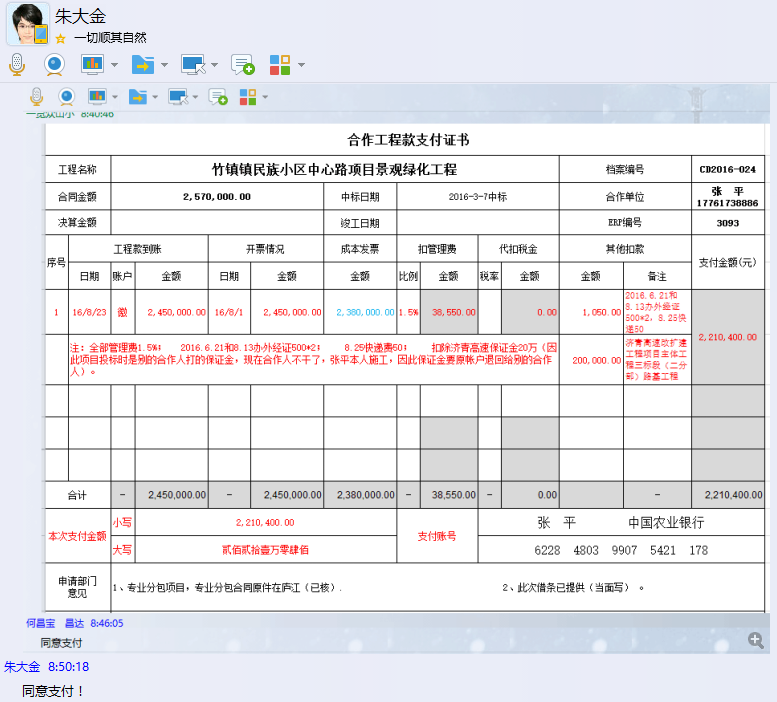 朱大金
一切顺其自然
一览众山小 8:40:46
合作工程款支付证书
工程名称 竹镇镇民族小区中心路项目景观绿化工程 档案编号 CD2016-024
合同金额 2,570,000.00 中标日期 2016-3-7中标 合作单位 张 平
17761738886
决算金额 竣工日期 ERP编号 3093
序号 工程款到账 开票情况 成本发票 扣管理费 代扣税金 其他扣款 支付金额(元)
日期 账户 金额 日期 金额 金额 比例 金额 税率 金额 金额 备注
1 16/8/23 徽 2,450,000.00 16/8/1 2,450,000.00 2,380,000.00 1.5% 38,550.00 0.00 1,050.00 2016.6.21和
8.13办外经证
500*2，8.25快
递50
2,210,400.00
注：全部管理费1.5%； 2016.6.21和8.13办外经证500*2； 8.25快递费50； 扣除济青高速保证金20万（因
此项目投标时是别的合作人打的保证金，现在合作人不干了，张平本人施工，因此保证金要原帐户退回给别的合作
人）。
200,000.00 济青高速改扩建
工程项目主体工
程三标段（二分
部）路基工程
合计 - 2,450,000.00 - 2,450,000.00 2,380,000.00 - 38,550.00 - 0.00 - 2,210,400.00
本次支付金额 小写 2,210,400.00 支付账号 张 平 中国农业银行
大写 贰佰贰拾壹万零肆佰 6228 4803 9907 5421 178
申请部门
意见
1、专业分包项目，专业分包合同原件在庐江（已核）. 2、此次借条已提供（当面写） 。
何昌宝 昌达 8:46:05
同意支付
朱大金 8:50:18
同意支付！